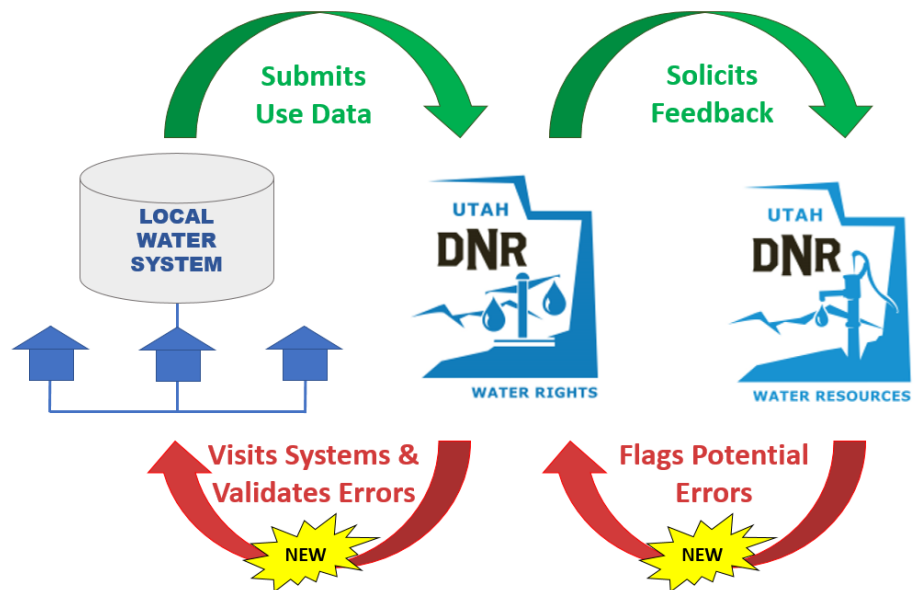 Submits
Use Data
Solicits
Feedback
LOCAL
WATER
SYSTEM
UTAH
DNR
WATER RIGHTS
UTAH
DNR
WATER RESOURCES
Visits Systems &
Validates Errors
NEW
Flags Potential
Errors
NEW